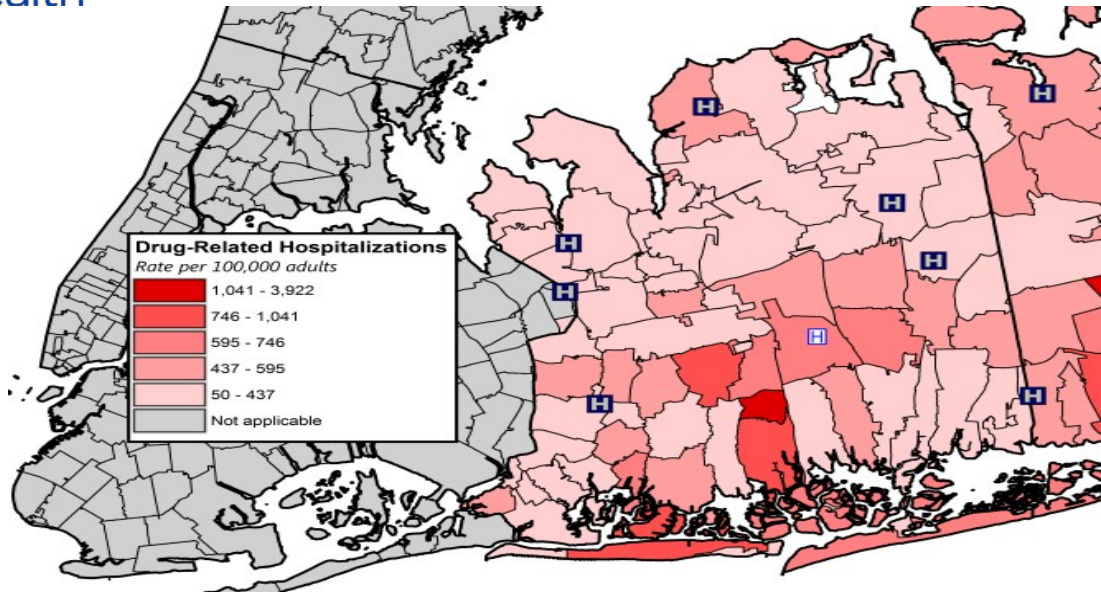 Drug-Related Hospitalizations
Rate per 100,000 adults
1,041 - 3,922
746 - 1,041
595 - 746
437 - 595
50 - 437
Not applicable
H
H
H
H
H
H
H
H
H